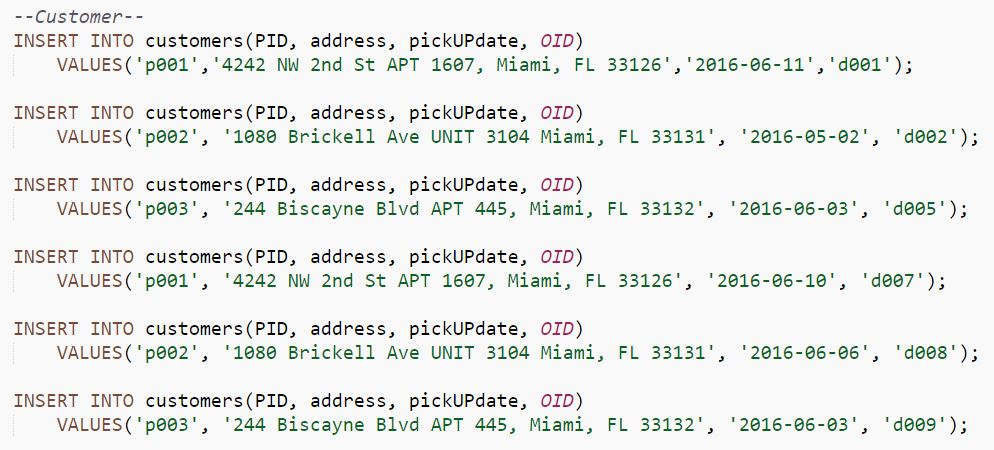 --Customer--
INSERT INTO customers(PID, address, pickUPdate, OID)
VALUES('p001','4242 NW 2nd St APT 1607, Miami, FL 33126','2016-06-11','d001');
INSERT INTO customers(PID, address, pickUPdate, OID)
VALUES('p002', '1080 Brickell Ave UNIT 3104 Miami, FL 33131', '2016-05-02', 'd002');
INSERT INTO customers(PID, address, pickUPdate, OID)
VALUES('p003', '244 Biscayne Blvd APT 445, Miami, FL 33132', '2016-06-03', 'd005');
INSERT INTO customers(PID, address, pickUPdate, OID)
VALUES('p001', '4242 NW 2nd St APT 1607, Miami, FL 33126', '2016-06-10', 'd007');
INSERT INTO customers(PID, address, pickUPdate, OID)
VALUES('p002', '1080 Brickell Ave UNIT 3104 Miami, FL 33131', '2016-06-06', 'd008');
INSERT INTO customers(PID, address, pickUPdate, OID)
VALUES('p003', '244 Biscayne Blvd APT 445, Miami, FL 33132', '2016-06-03', 'd009');